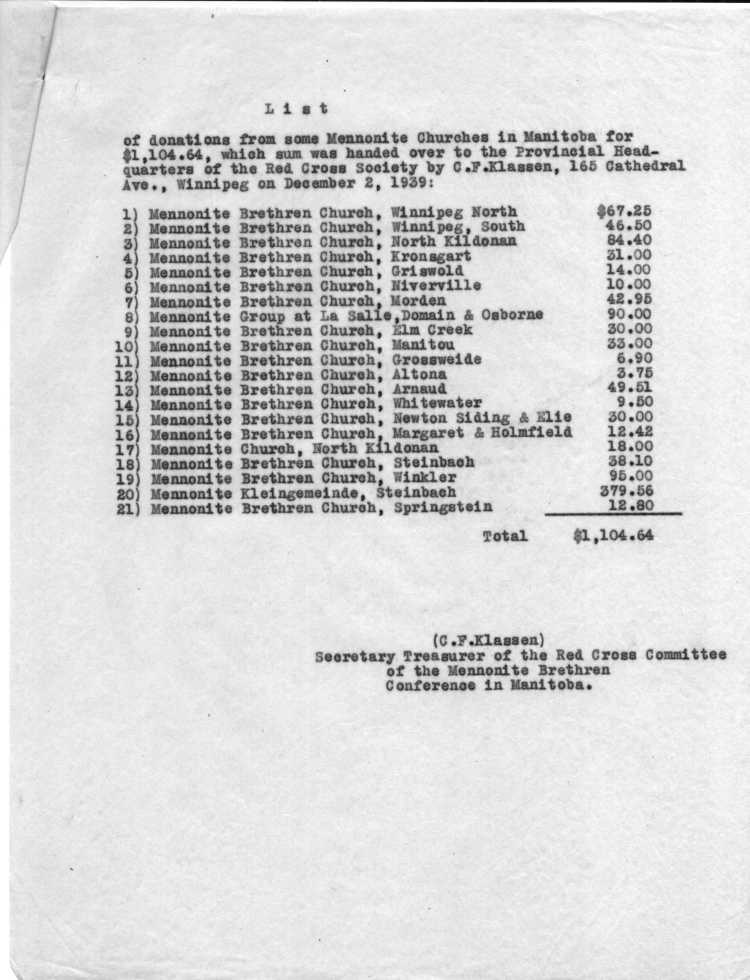 L i s t
of donations from some Mennonite Churches in Manitoba for
$1,104.64, which sum was handed over to the Provincial Head-
quarters of the Red Cross Society by C.F.Klassen, 165 Cathedral
Ave., Winnipeg on December 2, 1939:
1) Mennonite Brethren Church, Winnipeg North $67.25
2) Mennonite Brethren Church, Winnipeg, South 46.50
3) Mennonite Brethren Church, North Kildonan 84.40
4) Mennonite Brethren Church, Kronsgart 31.00
5) Mennonite Brethren Church, Griswold 14.00
6) Mennonite Brethren Church, Niverville 10.00
7) Mennonite Brethren Church, Morden 42.95
8) Mennonite Group at La Salle,Domain & Osborne 90.00
9) Mennonite Brethren Church, Elm Creek 30.00
10) Mennonite Brethren Church, Manitou 33.00
11) Mennonite Brethren Church, Grossweide 6.90
12) Mennonite Brethren Church, Altona 3.75
13) Mennonite Brethren Church, Arnaud 49.51
14) Mennonite Brethren Church, Whitewater 9.50
15) Mennonite Brethren Church, Newton Siding & Elie 30.00
16) Mennonite Brethren Church, Margaret & Holmfield 12.42
17) Mennonite Church, North Kildonan 18.00
18) Mennonite Brethren Church, Steinbach 38.10
19) Mennonite Brethren Church, Winkler 95.00
20) Mennonite Kleingemeinde, Steinbach 379.56
21) Mennonite Brethren Church, Springstein 12.80
Total $1,104.64
(C.F.Klassen)
Secretary Treasurer of the Red Cross Committee
of the Mennonite Brethren
Conference in Manitoba.